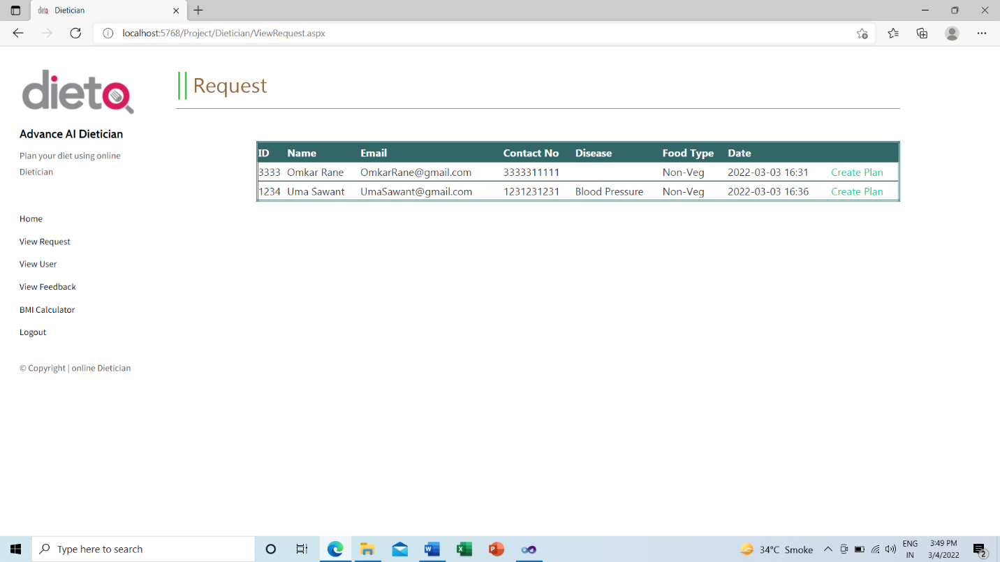 Dietician
localhost:5768/Project/Dietician/ViewRequest.aspx
dieto
Advance AI Dietician
Plan your diet using online
Dietician
Home
View Request
View User
View Feedback
BMI Calculator
Logout
© Copyright | online Dietician
Request
ID Name Email Contact No Disease Food Type Date
3333 Omkar Rane OmkarRane@gmail.com 3333311111 Non-Veg 2022-03-03 16:31 Create Plan
1234 Uma Sawant UmaSawant@gmail.com 1231231231 Blood Pressure Non-Veg 2022-03-03 16:36 Create Plan
Type here to search
34°C Smoke
ENG
IN
3:49 PM
3/4/2022
2